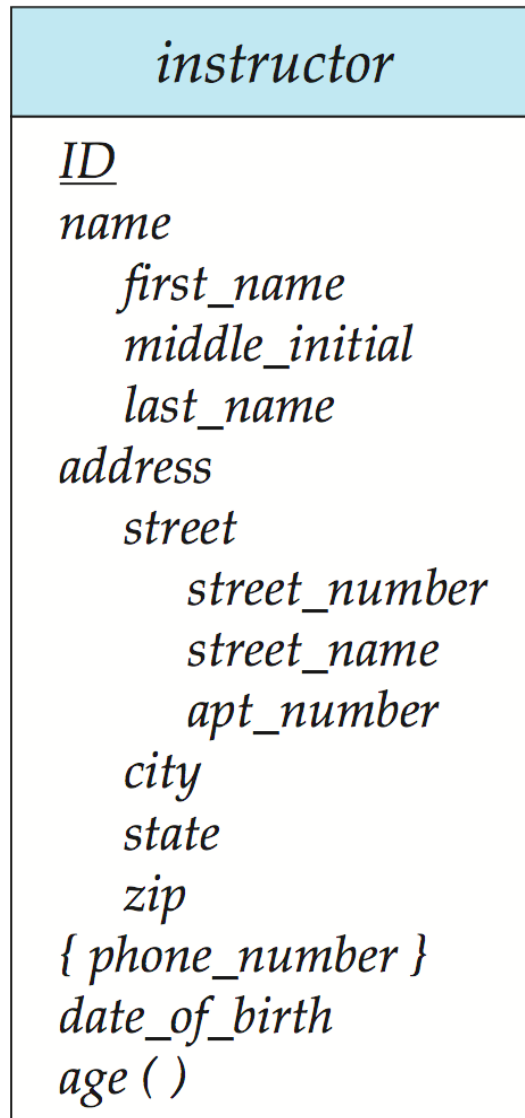 instructor
ID
name
first_name
middle_initial
last_name
address
street
street_number
street_name
apt_number
city
state
zip
{ phone_number }
date_of_birth
age ( )